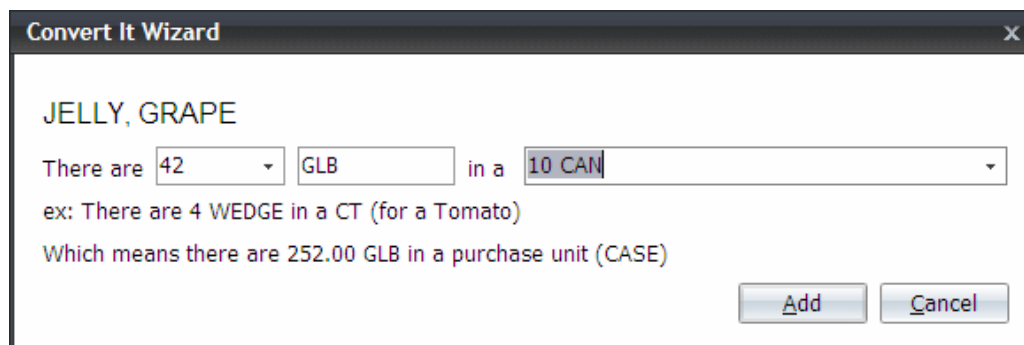 Convert It Wizard x
JELLY, GRAPE
There are 42 GLB in a 10 CAN
ex: There are 4 WEDGE in a CT (for a Tomato)
Which means there are 252.00 GLB in a purchase unit (CASE)
Add Cancel